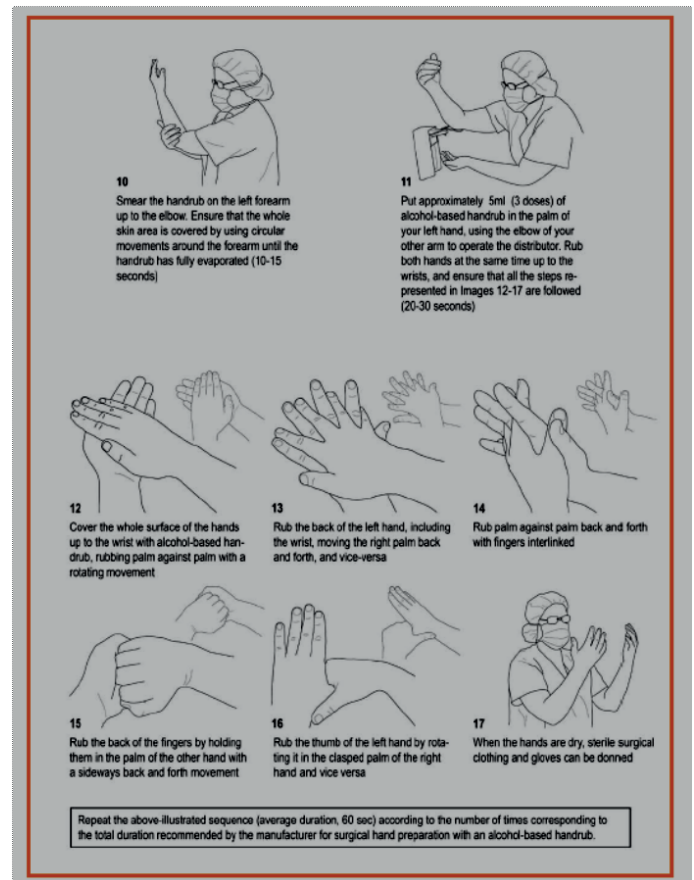 10
Smear the handrub on the left forearm
up to the elbow. Ensure that the whole
skin area is covered by using circular
movements around the forearm until the
handrub has fully evaporated (10-15
seconds)
11
Put approximately 5ml (3 doses) of
alcohol-based handrub in the palm of
your left hand, using the elbow of your
other arm to operate the distributor. Rub
both hands at the same time up to the
wrists, and ensure that all the steps re-
presented in Images 12-17 are followed
(20-30 seconds)
12
Cover the whole surface of the hands
up to the wrist with alcohol-based han-
drub, rubbing palm against palm with a
rotating movement
13
Rub the back of the left hand, including
the wrist, moving the right palm back
and forth, and vice-versa
14
Rub palm against palm back and forth
with fingers interlinked
15
Rub the back of the fingers by holding
them in the palm of the other hand with
a sideways back and forth movement
16
Rub the thumb of the left hand by rota-
ting it in the clasped palm of the right
hand and vice versa
17
When the hands are dry, sterile surgical
clothing and gloves can be donned
Repeat the above-illustrated sequence (average duration, 60 sec) according to the number of times corresponding to
the total duration recommended by the manufacturer for surgical hand preparation with an alcohol-based handrub.